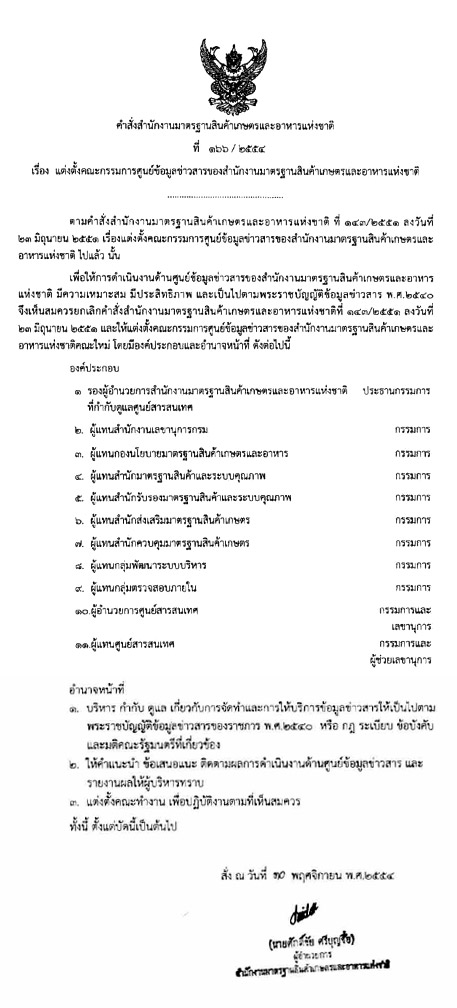 คำสั่งสำนักงานมาตรฐานสินค้าเกษตรและอาหารแห่งชาติ
ที่ ๑๖๖ / ๒๕๕๔
เรื่อง แต่งตั้งคณะกรรมการศูนย์ข้อมูลข่าวสารของสำนักงานมาตรฐานสินค้าเกษตรและอาหารแห่งชาติ
................................................
ตามคำสั่งสำนักงานมาตรฐานสินค้าเกษตรและอาหารแห่งชาติ ที่ ๑๔๓/๒๕๕๑ ลงวันที่
๒๓ มิถุนายน ๒๕๕๑ เรื่องแต่งตั้งคณะกรรมการศูนย์ข้อมูลข่าวสารของสำนักงานมาตรฐานสินค้าเกษตรและ
อาหารแห่งชาติ ไปแล้ว นั้น
เพื่อให้การดำเนินงานด้านศูนย์ข้อมูลข่าวสารของสำนักงานมาตรฐานสินค้าเกษตรและอาหาร
แห่งชาติ มีความเหมาะสม มีประสิทธิภาพ และเป็นไปตามพระราชบัญญัติข้อมูลข่าวสาร พ.ศ.๒๕๔๐
จึงเห็นสมควรยกเลิกคำสั่งสำนักงานมาตรฐานสินค้าเกษตรและอาหารแห่งชาติที่ ๑๔๓/๒๕๕๑ ลงวันที่
๒๓ มิถุนายน ๒๕๕๑ และให้แต่งตั้งคณะกรรมการศูนย์ข้อมูลข่าวสารของสำนักงานมาตรฐานสินค้าเกษตรและ
อาหารแห่งชาติคณะใหม่ โดยมีองค์ประกอบและอำนาจหน้าที่ ดังต่อไปนี้
องค์ประกอบ
๑ รองผู้อำนวยการสำนักงานมาตรฐานสินค้าเกษตรและอาหารแห่งชาติ ประธานกรรมการ
ที่กำกับดูแลศูนย์สารสนเทศ
๒. ผู้แทนสำนักงานเลขานุการกรม กรรมการ
๓. ผู้แทนกองนโยบายมาตรฐานสินค้าเกษตรและอาหาร กรรมการ
๔. ผู้แทนสำนักมาตรฐานสินค้าและระบบคุณภาพ กรรมการ
๕. ผู้แทนสำนักรับรองมาตรฐานสินค้าและระบบคุณภาพ กรรมการ
๖. ผู้แทนสำนักส่งเสริมมาตรฐานสินค้าเกษตร กรรมการ
๗. ผู้แทนสำนักควบคุมมาตรฐานสินค้าเกษตร กรรมการ
๘. ผู้แทนกลุ่มพัฒนาระบบบริหาร กรรมการ
๙. ผู้แทนกลุ่มตรวจสอบภายใน กรรมการ
๑๐.ผู้อำนวยการศูนย์สารสนเทศ กรรมการและ
เลขานุการ
๑๑.ผู้แทนศูนย์สารสนเทศ กรรมการและ
ผู้ช่วยเลขานุการ
อำนาจหน้าที่
๑. บริหาร กำกับ ดูแล เกี่ยวกับการจัดทำและการให้บริการข้อมูลข่าวสารให้เป็นไปตาม
พระราชบัญญัติข้อมูลข่าวสารของราชการ พ.ศ.๒๕๔๐ หรือ กฎ ระเบียบ ข้อบังคับ
และมติคณะรัฐมนตรีที่เกี่ยวข้อง
๒. ให้คำแนะนำ ข้อเสนอแนะ ติดตามผลการดำเนินงานด้านศูนย์ข้อมูลข่าวสาร และ
รายงานผลให้ผู้บริหารทราบ
๓. แต่งตั้งคณะทำงาน เพื่อปฏิบัติงานตามที่เห็นสมควร
ทั้งนี้ ตั้งแต่บัดนี้เป็นต้นไป
สั่ง ณ วันที่ ๓๐ พฤศจิกายน พ.ศ.๒๕๕๔
(นายศักดิ์ชัย ศรีบุญซื่อ)
ผู้อำนวยการ
สำนักงานมาตรฐานสินค้าเกษตรและอาหารแห่งชาติ